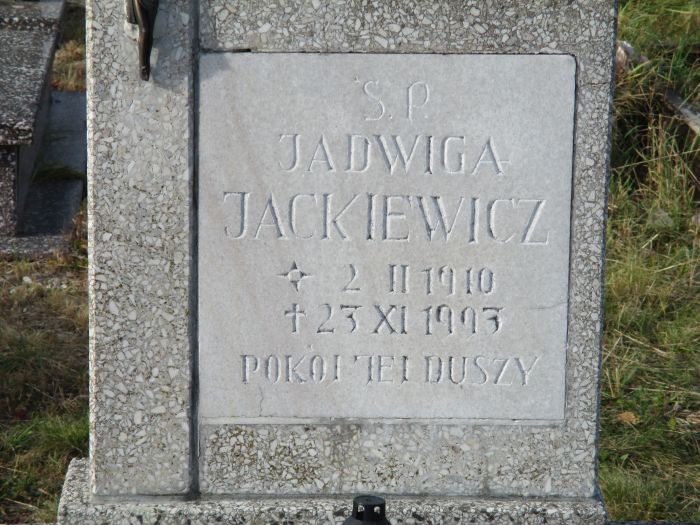 Ś.P.
JADWIGA
JACKIEWICZ
2 II 1910
✝ 23 XI 1993
POKÓJ JEJ DUSZY